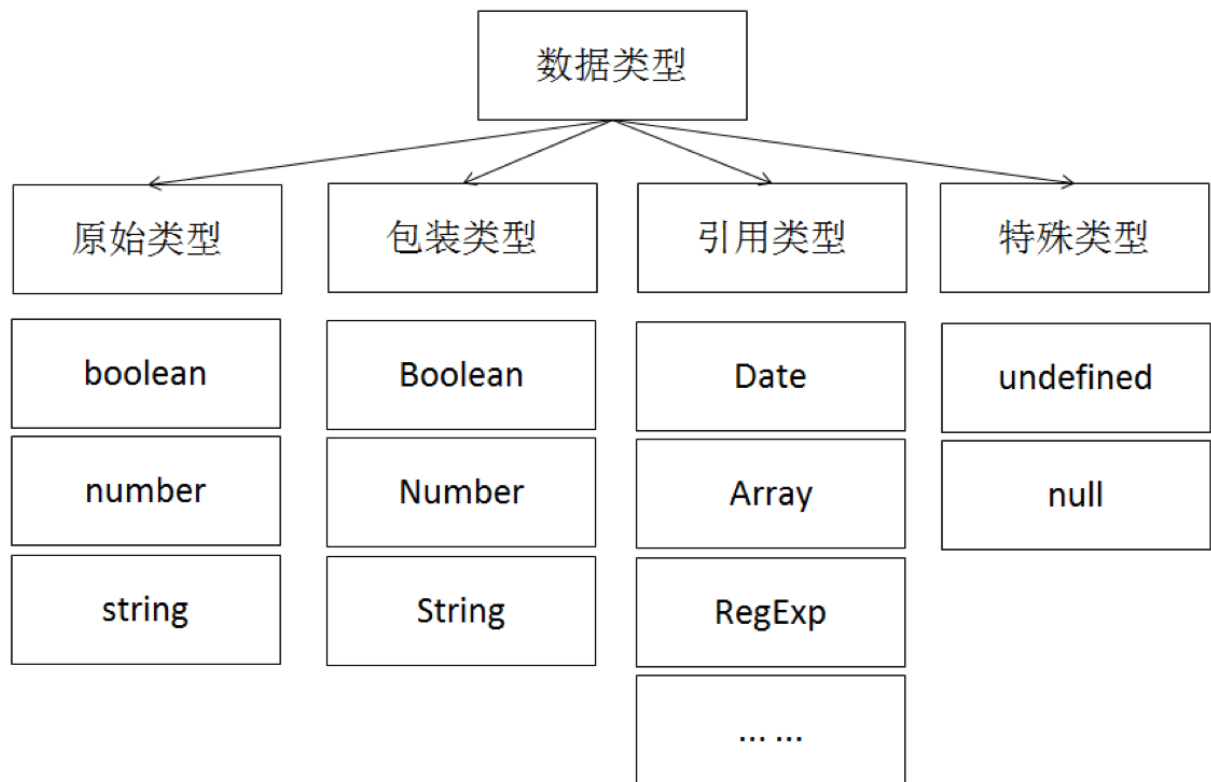 数据类型
原始类型
包装类型
引用类型
特殊类型
boolean
Boolean
Date
undefined
number
Number
Array
null
string
String
RegExp
... ...